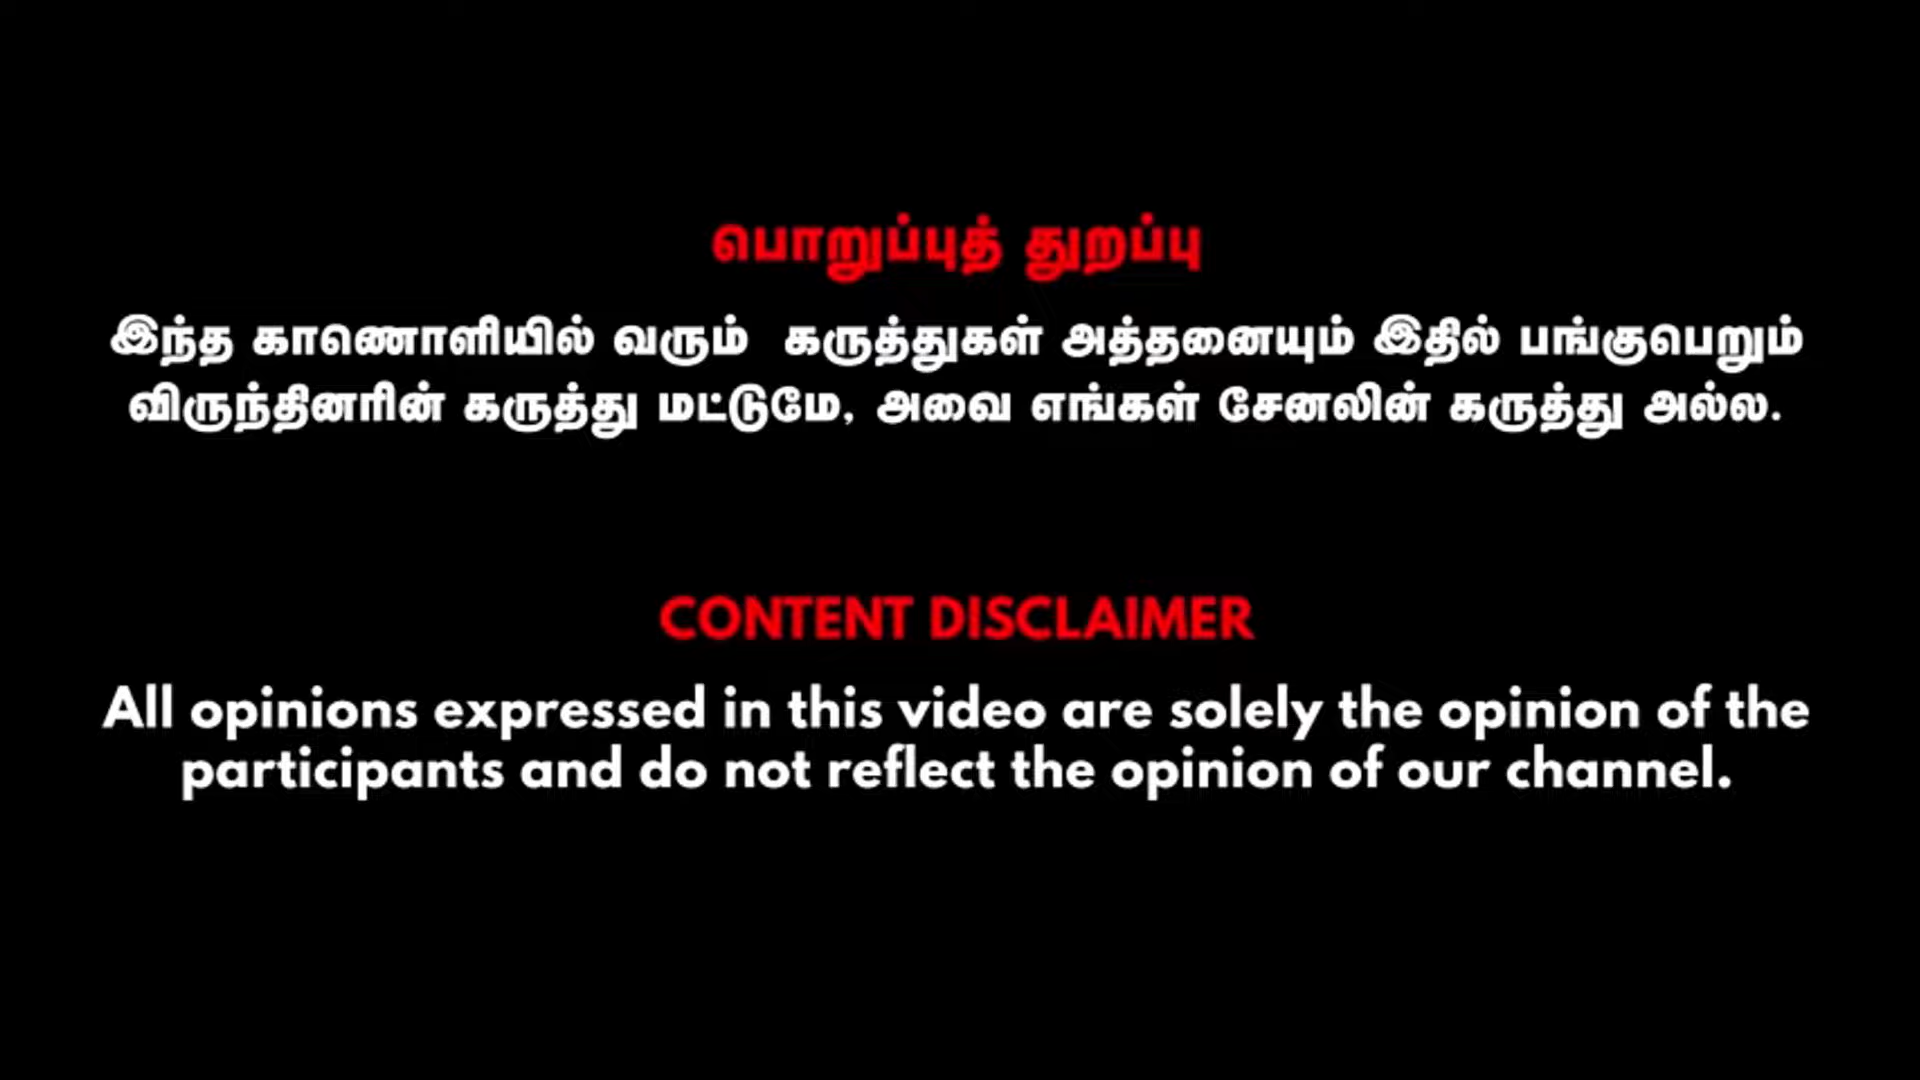 பொறுப்புத் துறப்பு
இந்த காணொளியில் வரும் கருத்துகள் அத்தனையும் இதில் பங்குபெறும்
விருந்தினரின் கருத்து மட்டுமே, அவை எங்கள் சேனலின் கருத்து அல்ல.
CONTENT DISCLAIMER
All opinions expressed in this video are solely the opinion of the
participants and do not reflect the opinion of our channel.